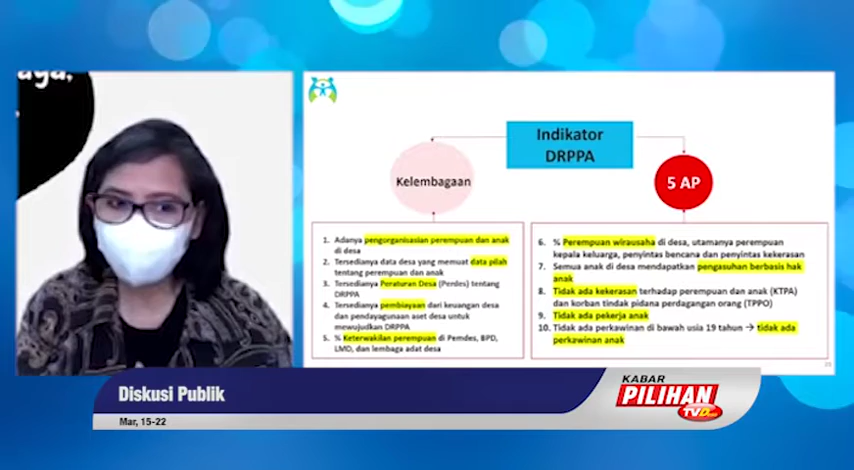 aya,
Indikator
DRPPA
Kelembagaan
5 AP
1. Adanya pengorganisasian perempuan dan anak
di desa
2. Tersedianya data desa yang memuat data pilah
tentang perempuan dan anak
3. Tersedianya Peraturan Desa (Perdes) tentang
DRPPA
4. Tersedianya pembiayaan dari keuangan desa
dan pendayagunaan aset desa untuk
mewujudkan DRPPA
5. % Keterwakilan perempuan di Pemdes, BPD,
LMD, dan lembaga adat desa
6. % Perempuan wirausaha di desa, utamanya perempuan
kepala keluarga, penyintas bencana dan penyintas kekerasan
7. Semua anak di desa mendapatkan pengasuhan berbasis hak
anak
8. Tidak ada kekerasan terhadap perempuan dan anak (KTPA)
dan korban tindak pidana perdagangan orang (TPPO)
9. Tidak ada pekerja anak
10. Tidak ada perkawinan di bawah usia 19 tahun → tidak ada
perkawinan anak
Diskusi Publik
Mar, 15-22
KABAR
PILIHAN